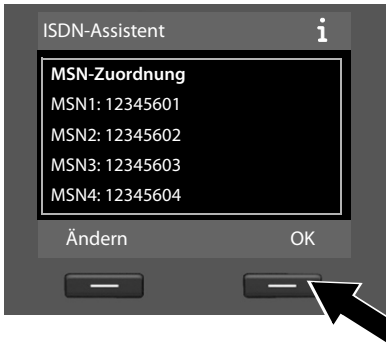 ISDN-Assistent i
MSN-Zuordnung
MSN1: 12345601
MSN2: 12345602
MSN3: 12345603
MSN4: 12345604
Ändern OK